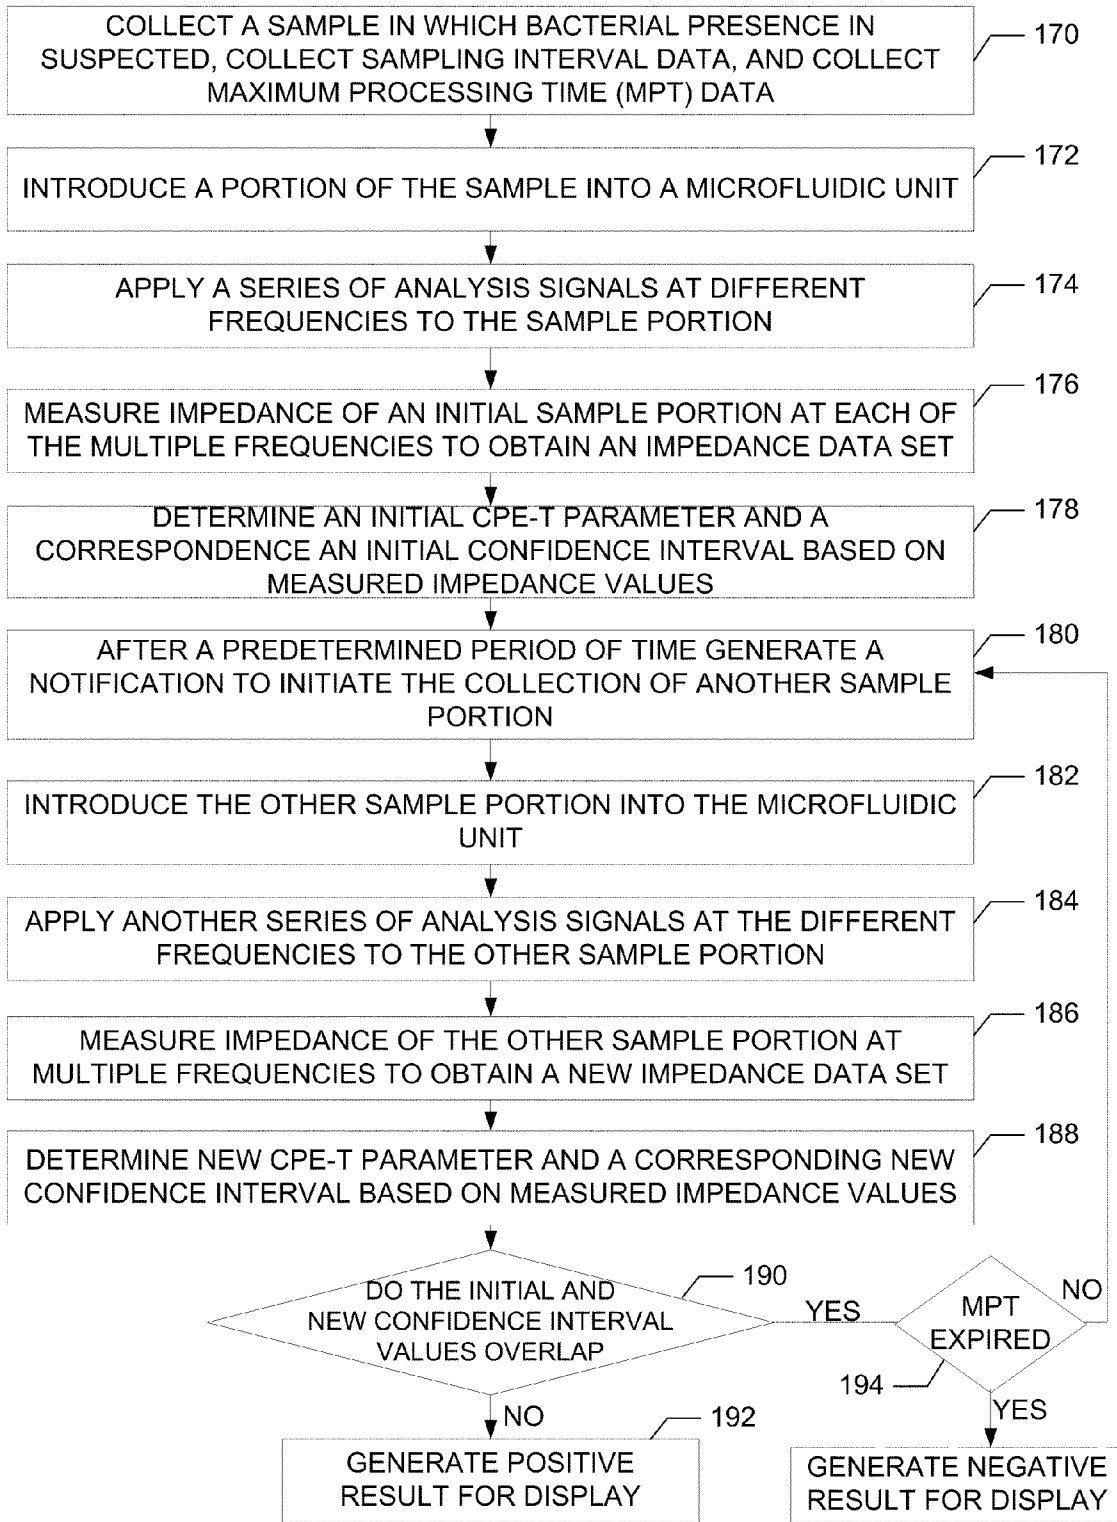 COLLECT A SAMPLE IN WHICH BACTERIAL PRESENCE IN
SUSPECTED, COLLECT SAMPLING INTERVAL DATA, AND COLLECT
MAXIMUM PROCESSING TIME (MPT) DATA
170
INTRODUCE A PORTION OF THE SAMPLE INTO A MICROFLUIDIC UNIT
172
APPLY A SERIES OF ANALYSIS SIGNALS AT DIFFERENT
FREQUENCIES TO THE SAMPLE PORTION
174
MEASURE IMPEDANCE OF AN INITIAL SAMPLE PORTION AT EACH OF
THE MULTIPLE FREQUENCIES TO OBTAIN AN IMPEDANCE DATA SET
176
DETERMINE AN INITIAL CPE-T PARAMETER AND A
CORRESPONDENCE AN INITIAL CONFIDENCE INTERVAL BASED ON
MEASURED IMPEDANCE VALUES
178
AFTER A PREDETERMINED PERIOD OF TIME GENERATE A
NOTIFICATION TO INITIATE THE COLLECTION OF ANOTHER SAMPLE
PORTION
180
INTRODUCE THE OTHER SAMPLE PORTION INTO THE MICROFLUIDIC
UNIT
182
APPLY ANOTHER SERIES OF ANALYSIS SIGNALS AT THE DIFFERENT
FREQUENCIES TO THE OTHER SAMPLE PORTION
184
MEASURE IMPEDANCE OF THE OTHER SAMPLE PORTION AT
MULTIPLE FREQUENCIES TO OBTAIN A NEW IMPEDANCE DATA SET
186
DETERMINE NEW CPE-T PARAMETER AND A CORRESPONDING NEW
CONFIDENCE INTERVAL BASED ON MEASURED IMPEDANCE VALUES
188
DO THE INITIAL AND
NEW CONFIDENCE INTERVAL
VALUES OVERLAP
190
YES
MPT
EXPIRED
194
NO
NO
192
YES
GENERATE POSITIVE
RESULT FOR DISPLAY
GENERATE NEGATIVE
RESULT FOR DISPLAY